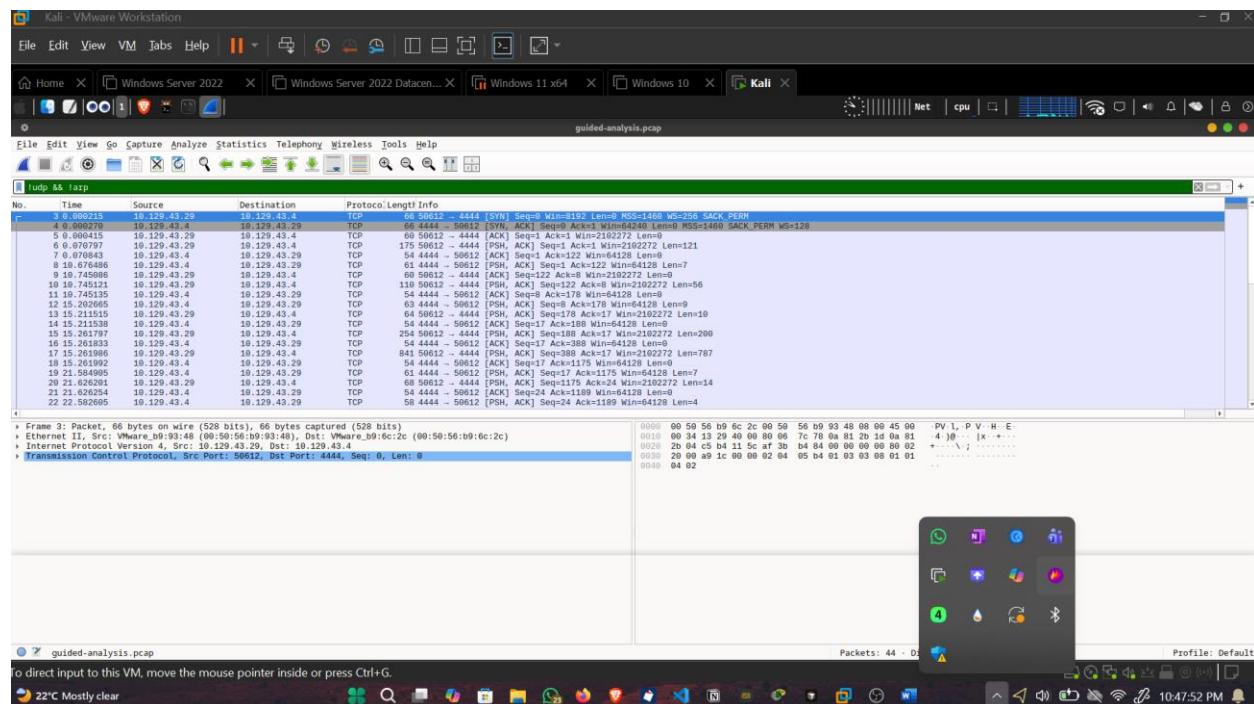 Kali - VMware Workstation
File Edit View VM Tabs Help
Home Windows Server 2022 Windows Server 2022 Datacen... Windows 11 x64 Windows 10 Kali
1 Net cpu
guided-analysis.pcap
File Edit View Go Capture Analyze Statistics Telephony Wireless Tools Help
!udp && !arp
No. Time Source Destination Protocol Length Info
3 0.000215 10.129.43.29 10.129.43.4 TCP 66 50612 → 4444 [SYN] Seq=0 Win=8192 Len=0 MSS=1460 WS=256 SACK_PERM
4 0.000270 10.129.43.4 10.129.43.29 TCP 66 4444 → 50612 [SYN, ACK] Seq=0 Ack=1 Win=64240 Len=0 MSS=1460 SACK_PERM WS=128
5 0.000415 10.129.43.29 10.129.43.4 TCP 60 50612 → 4444 [ACK] Seq=1 Ack=1 Win=2102272 Len=0
6 0.070797 10.129.43.29 10.129.43.4 TCP 175 50612 → 4444 [PSH, ACK] Seq=1 Ack=1 Win=2102272 Len=121
7 0.070843 10.129.43.4 10.129.43.29 TCP 54 4444 → 50612 [ACK] Seq=1 Ack=122 Win=64128 Len=0
8 10.676486 10.129.43.4 10.129.43.29 TCP 61 4444 → 50612 [PSH, ACK] Seq=1 Ack=122 Win=64128 Len=7
9 10.745086 10.129.43.29 10.129.43.4 TCP 60 50612 → 4444 [ACK] Seq=122 Ack=8 Win=2102272 Len=0
10 10.745121 10.129.43.29 10.129.43.4 TCP 110 50612 → 4444 [PSH, ACK] Seq=122 Ack=8 Win=2102272 Len=56
11 10.745135 10.129.43.4 10.129.43.29 TCP 54 4444 → 50612 [ACK] Seq=8 Ack=178 Win=64128 Len=0
12 15.202665 10.129.43.4 10.129.43.29 TCP 63 4444 → 50612 [PSH, ACK] Seq=8 Ack=178 Win=64128 Len=9
13 15.211515 10.129.43.29 10.129.43.4 TCP 64 50612 → 4444 [PSH, ACK] Seq=178 Ack=17 Win=2102272 Len=10
14 15.211538 10.129.43.4 10.129.43.29 TCP 54 4444 → 50612 [ACK] Seq=17 Ack=188 Win=64128 Len=0
15 15.261797 10.129.43.29 10.129.43.4 TCP 254 50612 → 4444 [PSH, ACK] Seq=188 Ack=17 Win=2102272 Len=200
16 15.261833 10.129.43.4 10.129.43.29 TCP 54 4444 → 50612 [ACK] Seq=17 Ack=388 Win=64128 Len=0
17 15.261986 10.129.43.29 10.129.43.4 TCP 841 50612 → 4444 [PSH, ACK] Seq=388 Ack=17 Win=2102272 Len=787
18 15.261992 10.129.43.4 10.129.43.29 TCP 54 4444 → 50612 [ACK] Seq=17 Ack=1175 Win=64128 Len=0
19 21.584905 10.129.43.4 10.129.43.29 TCP 61 4444 → 50612 [PSH, ACK] Seq=17 Ack=1175 Win=64128 Len=7
20 21.626201 10.129.43.29 10.129.43.4 TCP 68 50612 → 4444 [PSH, ACK] Seq=1175 Ack=24 Win=2102272 Len=14
21 21.626254 10.129.43.4 10.129.43.29 TCP 54 4444 → 50612 [ACK] Seq=24 Ack=1189 Win=64128 Len=0
22 22.582605 10.129.43.4 10.129.43.29 TCP 58 4444 → 50612 [PSH, ACK] Seq=24 Ack=1189 Win=64128 Len=4
Frame 3: Packet, 66 bytes on wire (528 bits), 66 bytes captured (528 bits)
Ethernet II, Src: VMware_b9:93:48 (00:50:56:b9:93:48), Dst: VMware_b9:6c:2c (00:50:56:b9:6c:2c)
Internet Protocol Version 4, Src: 10.129.43.29, Dst: 10.129.43.4
Transmission Control Protocol, Src Port: 50612, Dst Port: 4444, Seq: 0, Len: 0
0000 00 50 56 b9 6c 2c 00 50 56 b9 93 48 08 00 45 00 ·PV·l,·P V··H··E·
0010 00 34 13 29 40 00 80 06 7c 78 0a 81 2b 1d 0a 81 ·4·)@··· |x··+···
0020 2b 04 c5 b4 11 5c af 3b b4 84 00 00 00 00 80 02 +····\·; ········
0030 20 00 a9 1c 00 00 02 04 05 b4 01 03 03 08 01 01
0040 04 02 ··
4
guided-analysis.pcap Packets: 44 · Di Profile: Default
To direct input to this VM, move the mouse pointer inside or press Ctrl+G.
22°C Mostly clear 10:47:52 PM